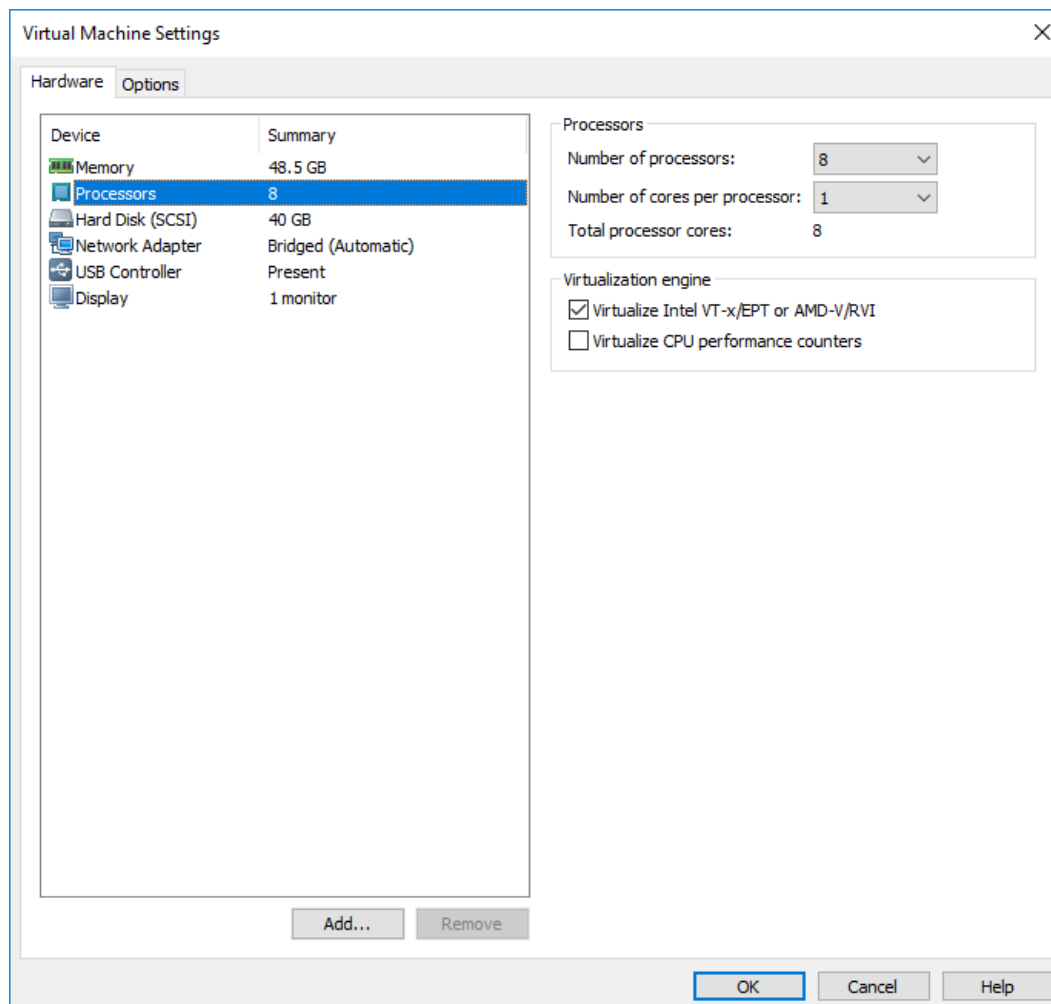 Virtual Machine Settings
Hardware Options
Device Summary
Memory 48.5 GB
Processors 8
Hard Disk (SCSI) 40 GB
Network Adapter Bridged (Automatic)
USB Controller Present
Display 1 monitor
Add... Remove
Processors
Number of processors: 8
Number of cores per processor: 1
Total processor cores: 8
Virtualization engine
Virtualize Intel VT-x/EPT or AMD-V/RVI
Virtualize CPU performance counters
OK Cancel Help